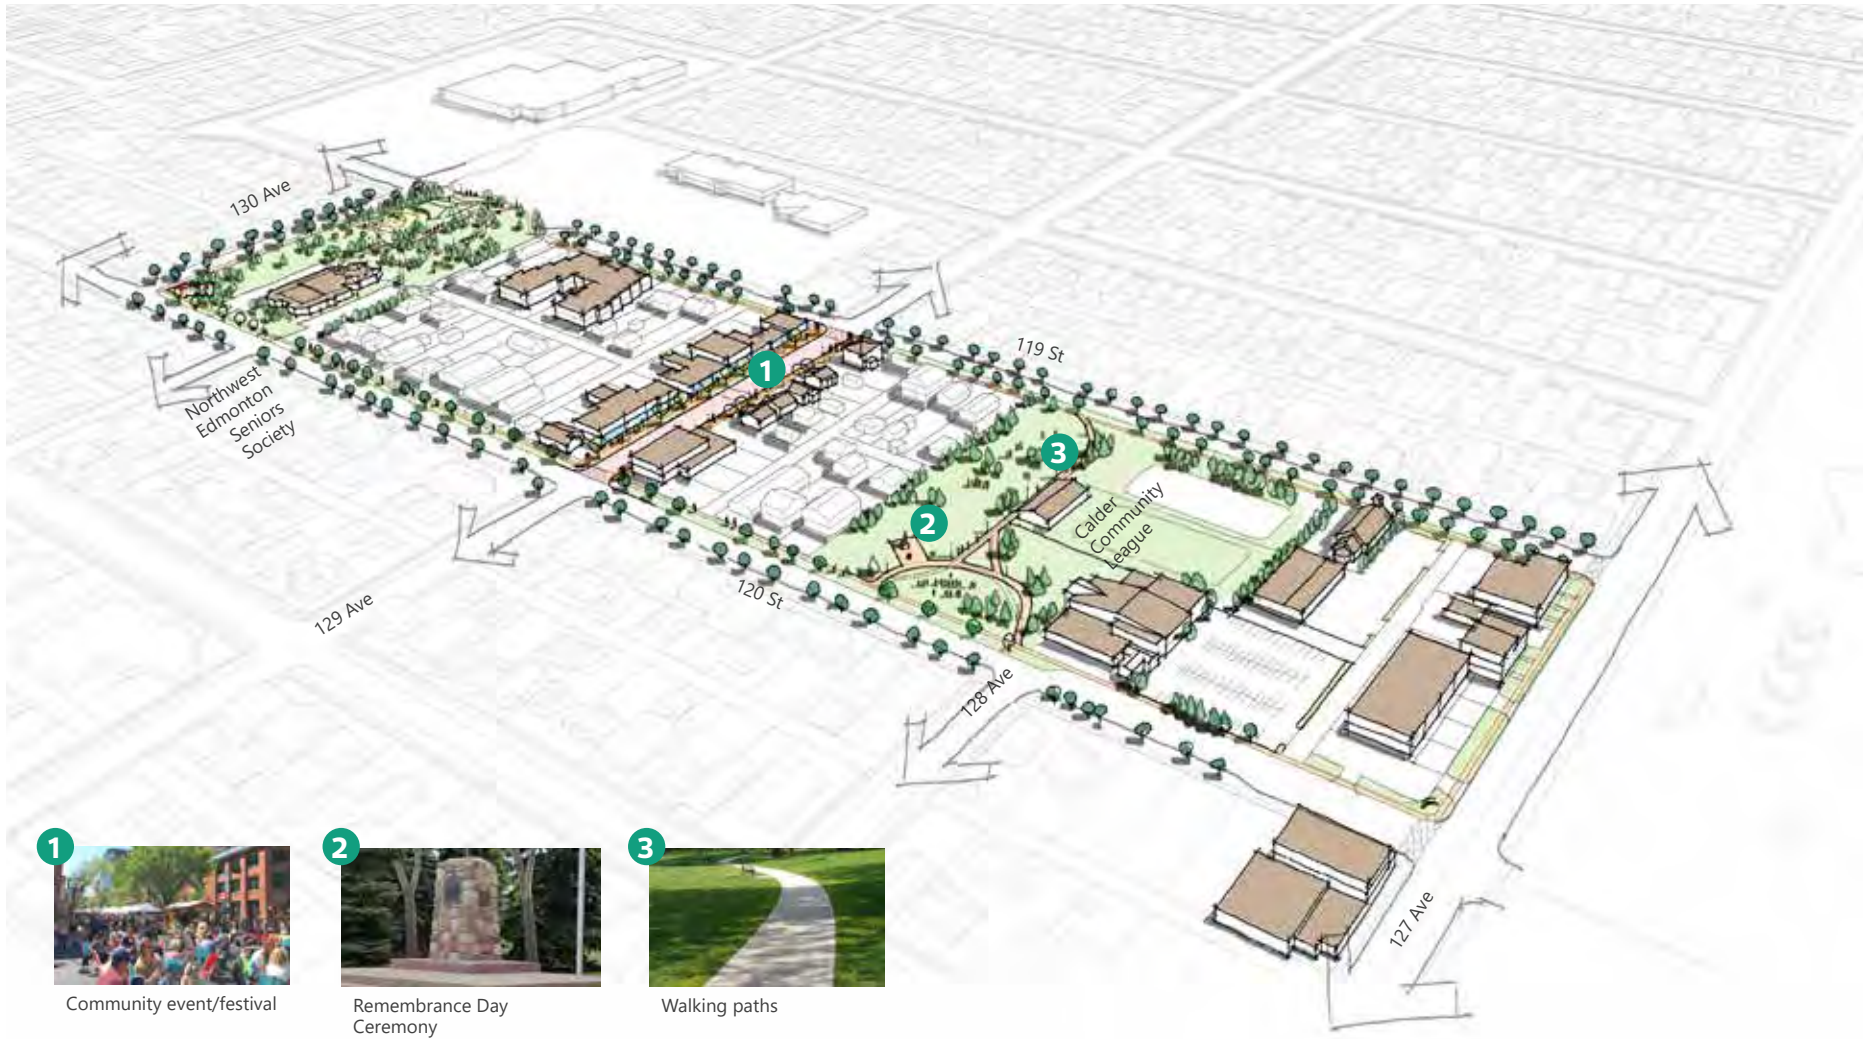 130 Ave
119 St
1
Northwest
Edmonton
Seniors
Society
3
2
Calder
Community
League
120 St
129 Ave
128 Ave
127 Ave
1
2
3
Community event/festival
Remembrance Day
Ceremony
Walking paths